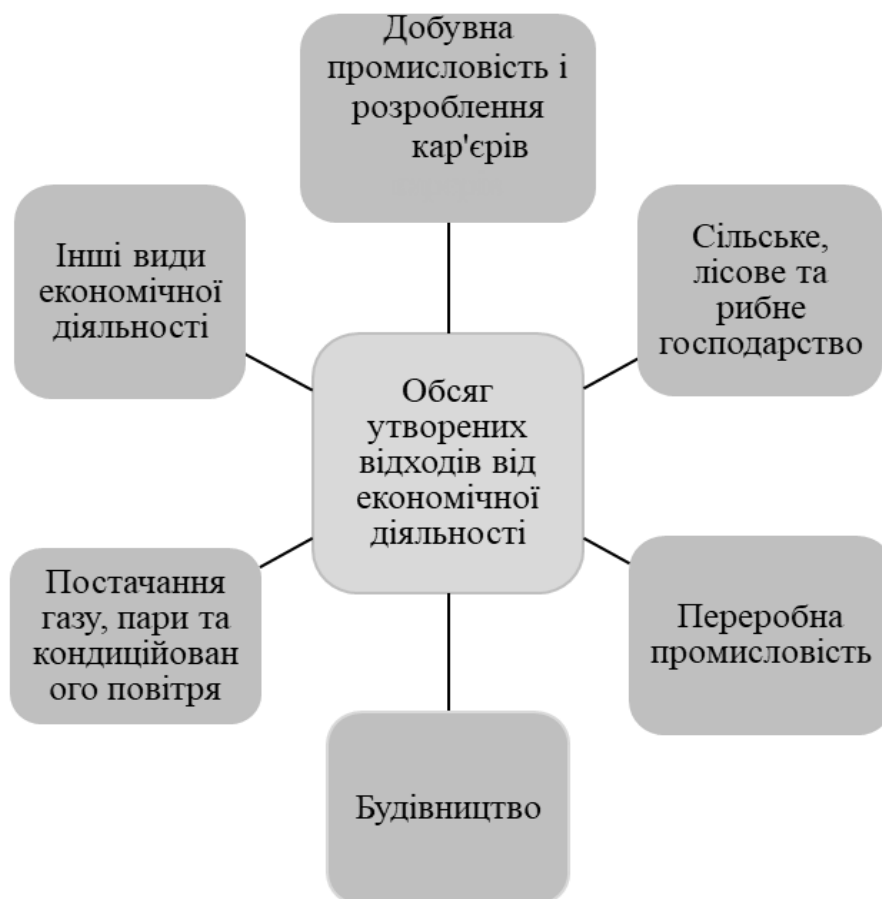 Добувна
промисловість і
розроблення
кар'єрів
Інші види
економічної
діяльності
Сільське,
лісове та
рибне
господарство
Обсяг
утворених
відходів від
економічної
діяльності
Постачання
газу, пари та
кондиційован
ого повітря
Переробна
промисловість
Будівництво